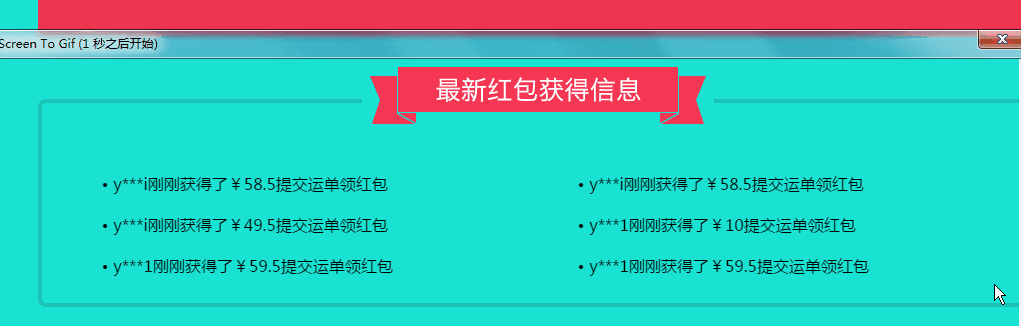 Screen To Gif (1 秒之后开始)
最新红包获得信息
• y***i刚刚获得了￥58.5提交运单领红包
• y***i刚刚获得了￥58.5提交运单领红包
• y***i刚刚获得了￥49.5提交运单领红包
• y***1刚刚获得了￥10提交运单领红包
• y***1刚刚获得了￥59.5提交运单领红包
• y***1刚刚获得了￥59.5提交运单领红包